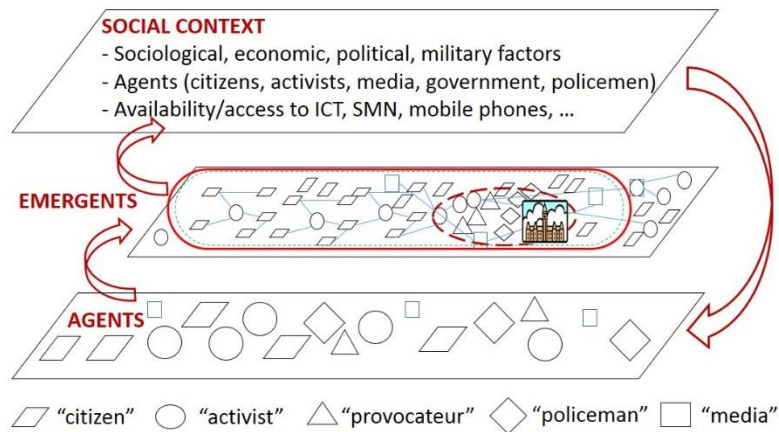 SOCIAL CONTEXT
- Sociological, economic, political, military factors
- Agents (citizens, activists, media, government, policemen)
- Availability/access to ICT, SMN, mobile phones, ...
EMERGENTS
AGENTS
“citizen” “activist” “provocateur” “policeman” “media”